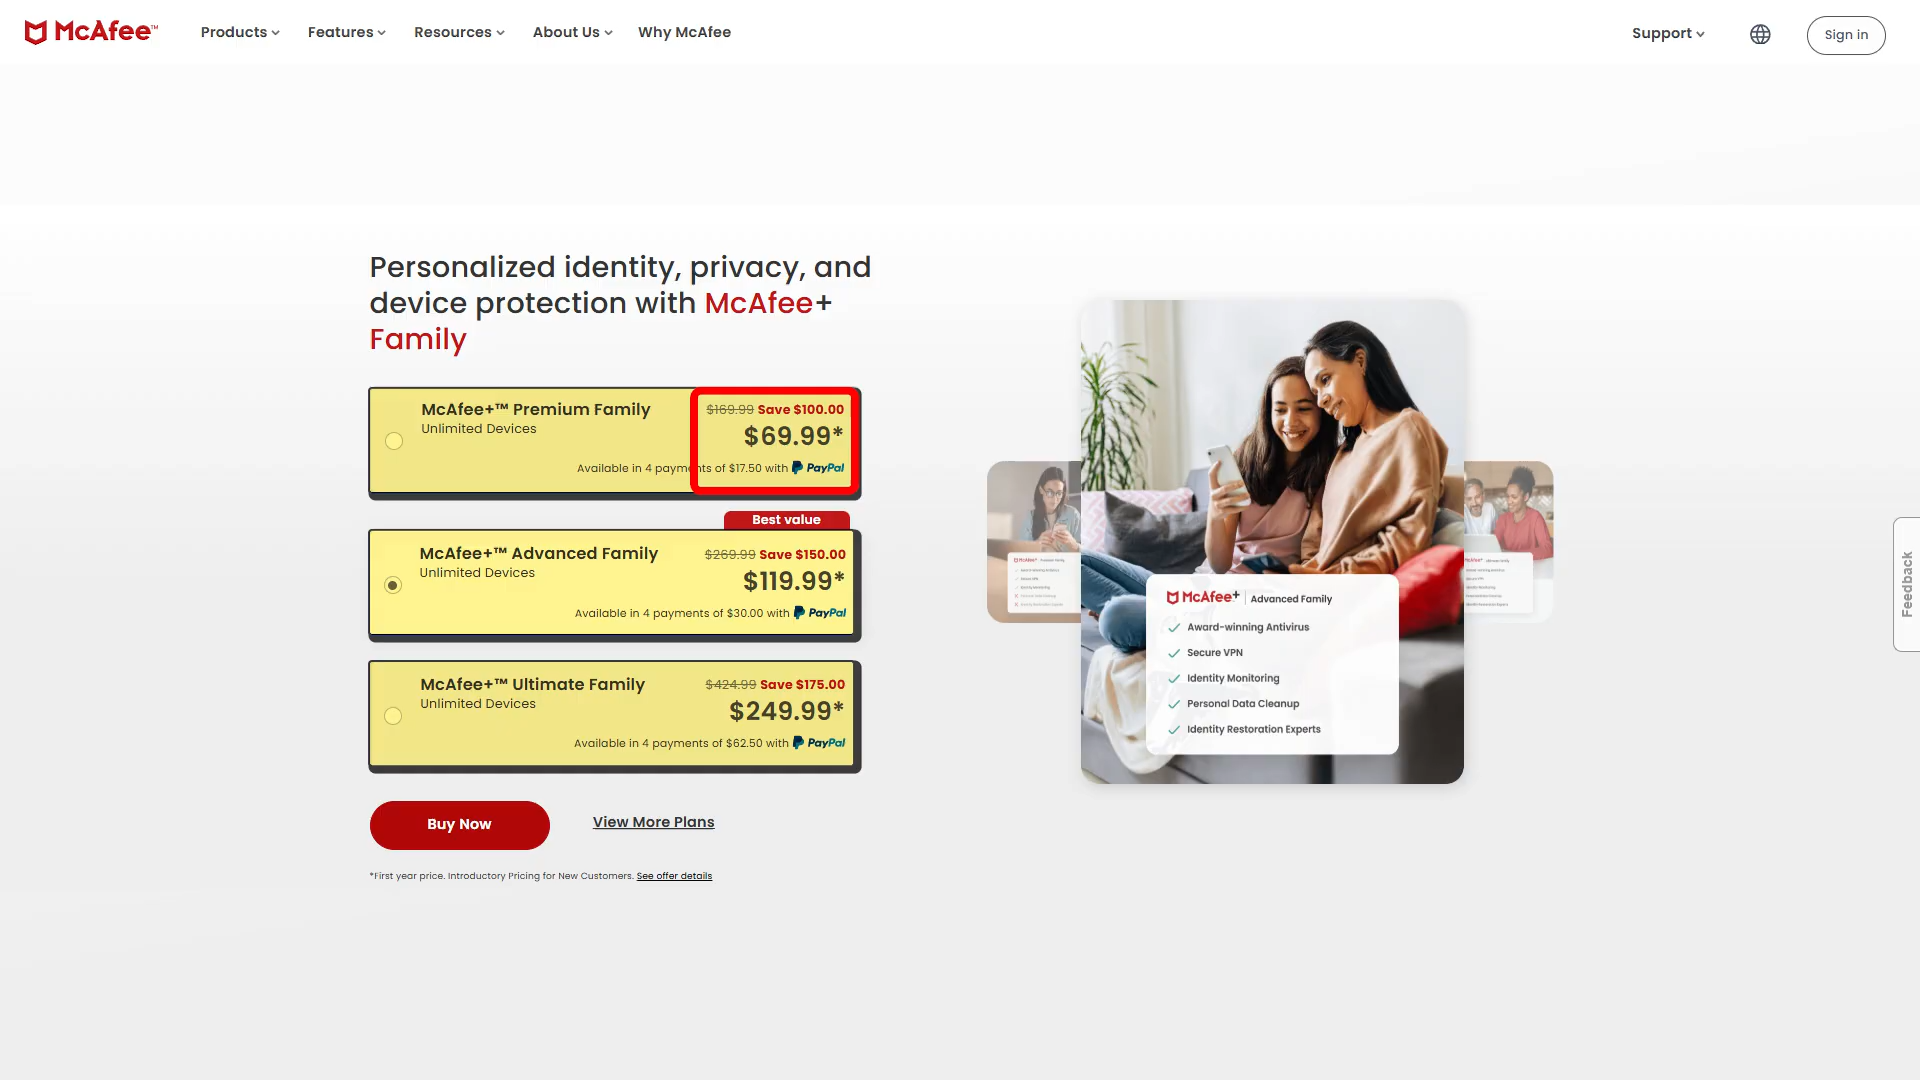 McAfee™
Products
Features
Resources
About Us
Why McAfee
Support
Sign in
Personalized identity, privacy, and
device protection with McAfee+
Family
McAfee+™ Premium Family
Unlimited Devices
$169.99 Save $100.00
$69.99*
Available in 4 payments of $17.50 with PayPal
Best value
McAfee+™ Advanced Family
Unlimited Devices
$269.99 Save $150.00
$119.99*
Available in 4 payments of $30.00 with PayPal
McAfee+™ Ultimate Family
Unlimited Devices
$424.99 Save $175.00
$249.99*
Available in 4 payments of $62.50 with PayPal
Buy Now
View More Plans
*First year price. Introductory Pricing for New Customers. See offer details
McAfee+ Advanced Family
Award-winning Antivirus
Secure VPN
Identity Monitoring
Personal Data Cleanup
Identity Restoration Experts
Feedback